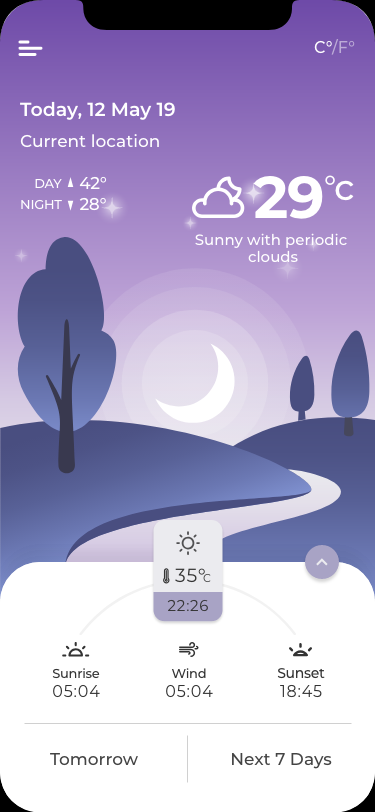 C°/F°
Today, 12 May 19
Current location
DAY 42°
NIGHT 28°
29°C
Sunny with periodic
clouds
35°C
22:26
Sunrise
05:04
Wind
05:04
Sunset
18:45
Tomorrow
Next 7 Days